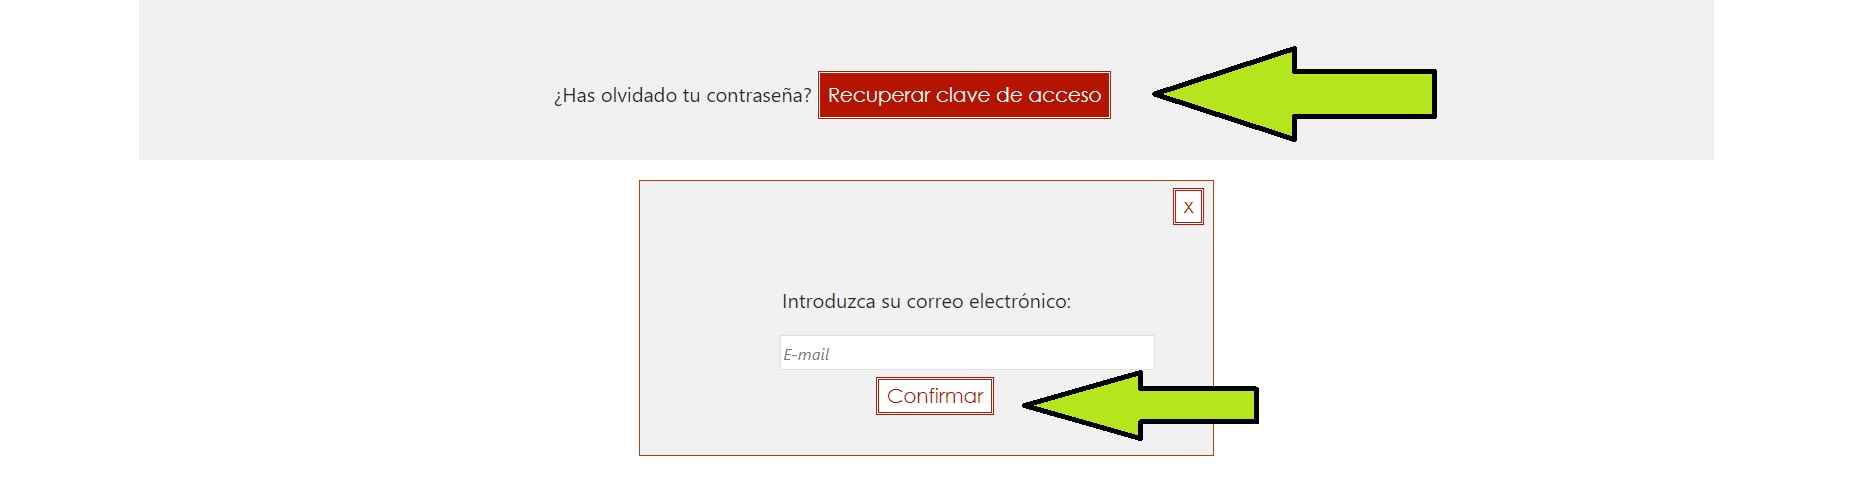 ¿Has olvidado tu contraseña? Recuperar clave de acceso
X
Introduzca su correo electrónico:
E-mail
Confirmar